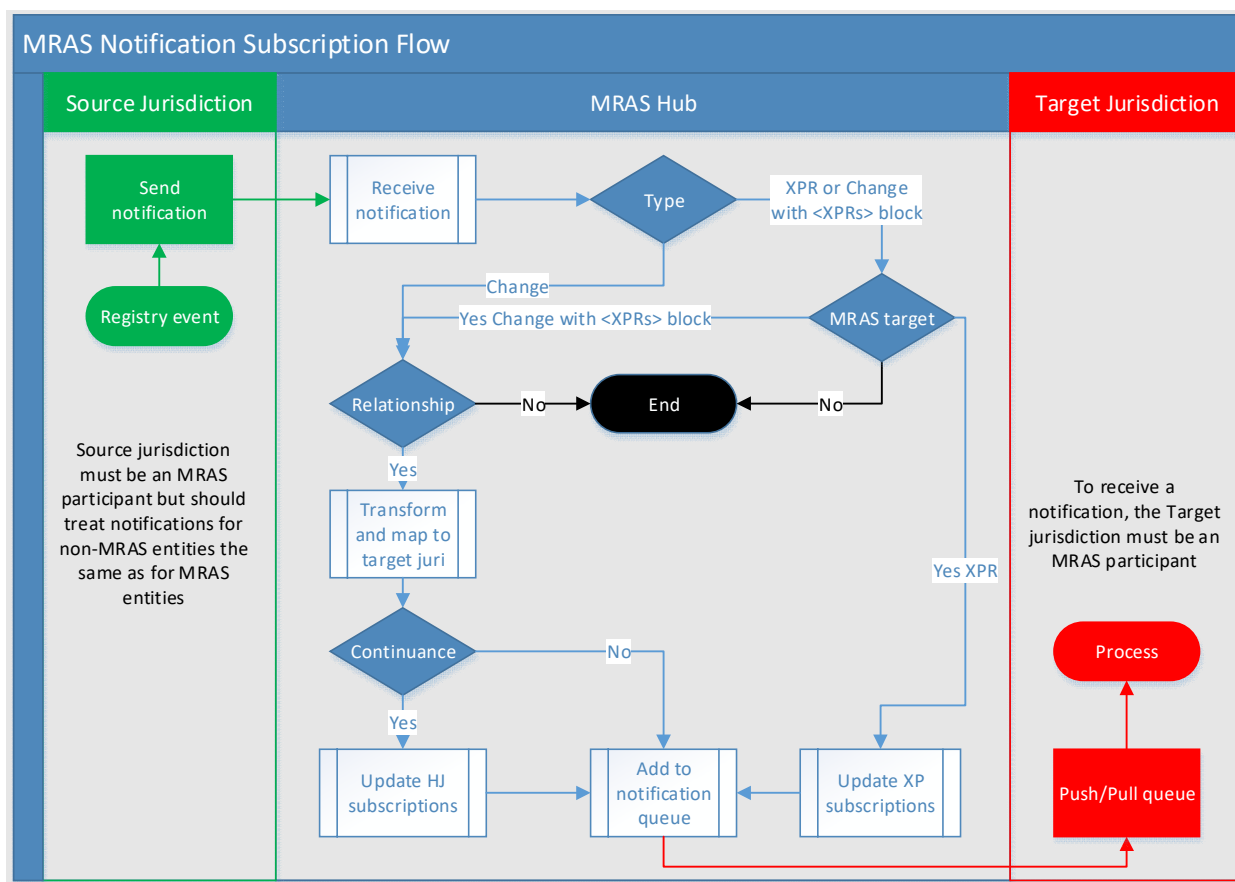 MRAS Notification Subscription Flow
Source Jurisdiction
MRAS Hub
Target Jurisdiction
Send
notification
Receive
notification
Type
XPR or Change
with <XPRs> block
Registry event
Change
Yes Change with <XPRs> block
MRAS target
Relationship
No
End
No
Source jurisdiction
must be an MRAS
participant but should
treat notifications for
non-MRAS entities the
same as for MRAS
entities
Yes
Transform
and map to
target juri
To receive a
notification, the Target
jurisdiction must be an
MRAS participant
Yes XPR
Continuance
No
Process
Yes
Update HJ
subscriptions
Add to
notification
queue
Update XP
subscriptions
Push/Pull queue